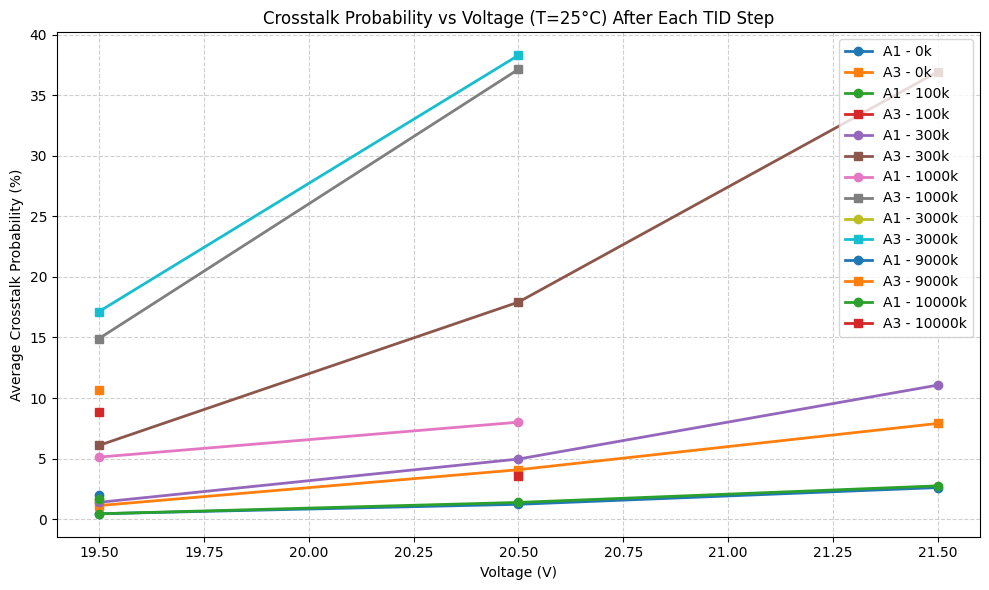 Crosstalk Probability vs Voltage (T=25°C) After Each TID Step
40
35
30
25
20
15
10
5
0
Average Crosstalk Probability (%)
A1 - 0k
A3 - 0k
A1 - 100k
A3 - 100k
A1 - 300k
A3 - 300k
A1 - 1000k
A3 - 1000k
A1 - 3000k
A3 - 3000k
A1 - 9000k
A3 - 9000k
A1 - 10000k
A3 - 10000k
19.50 19.75 20.00 20.25 20.50 20.75 21.00 21.25 21.50
Voltage (V)